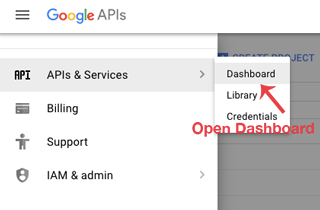 Google APIs
CREATE PROJECT
API APIs & Services
Dashboard
Library
Credentials
Open Dashboard
Billing
Support
IAM & admin